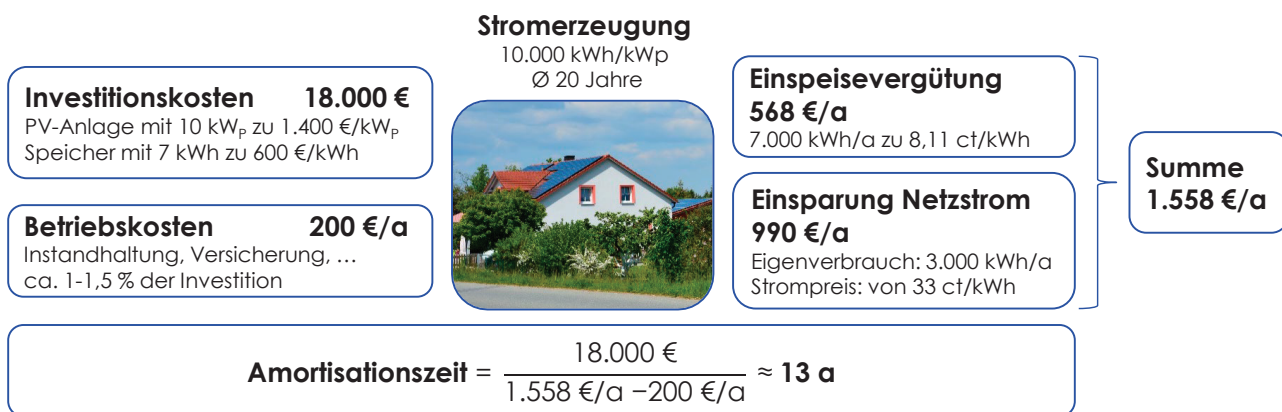 Stromerzeugung
10.000 kWh/kWp
Ø 20 Jahre
Investitionskosten 18.000 €
PV-Anlage mit 10 kWₚ zu 1.400 €/kWₚ
Speicher mit 7 kWh zu 600 €/kWh
Betriebskosten 200 €/a
Instandhaltung, Versicherung, …
ca. 1-1,5 % der Investition
Einspeisevergütung
568 €/a
7.000 kWh/a zu 8,11 ct/kWh
Einsparung Netzstrom
990 €/a
Eigenverbrauch: 3.000 kWh/a
Strompreis: von 33 ct/kWh
Summe
1.558 €/a
18.000 €
Amortisationszeit = ≈ 13 a
1.558 €/a −200 €/a